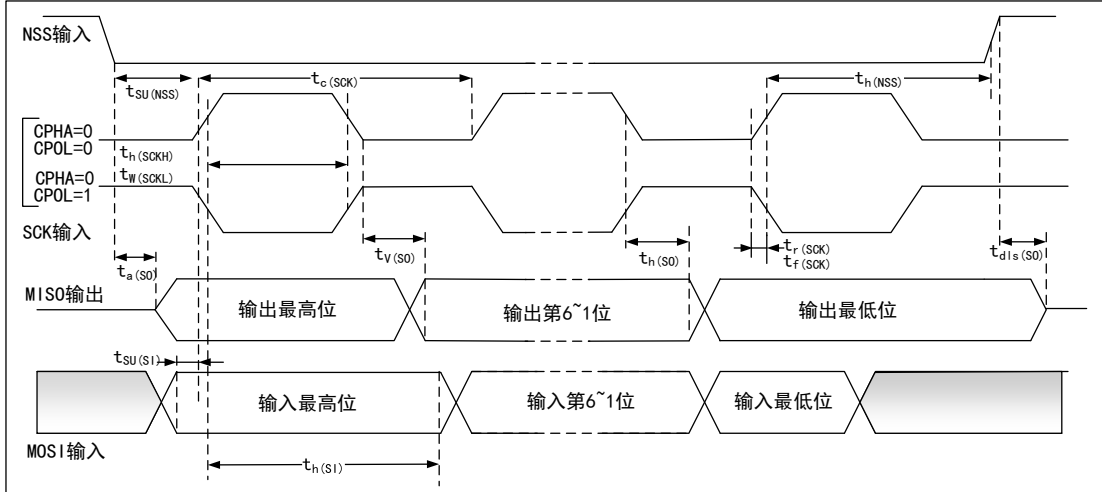 NSS输入
tSU(NSS)
tc(SCK)
th(NSS)
CPHA=0
CPOL=0
th(SCKH)
tW(SCKL)
CPHA=0
CPOL=1
SCK输入
ta(SO)
tV(SO)
th(SO)
tr(SCK)
tf(SCK)
tdis(SO)
MISO输出
输出最高位
输出第6~1位
输出最低位
tSU(SI)
输入最高位
输入第6~1位
输入最低位
MOSI输入
th(SI)